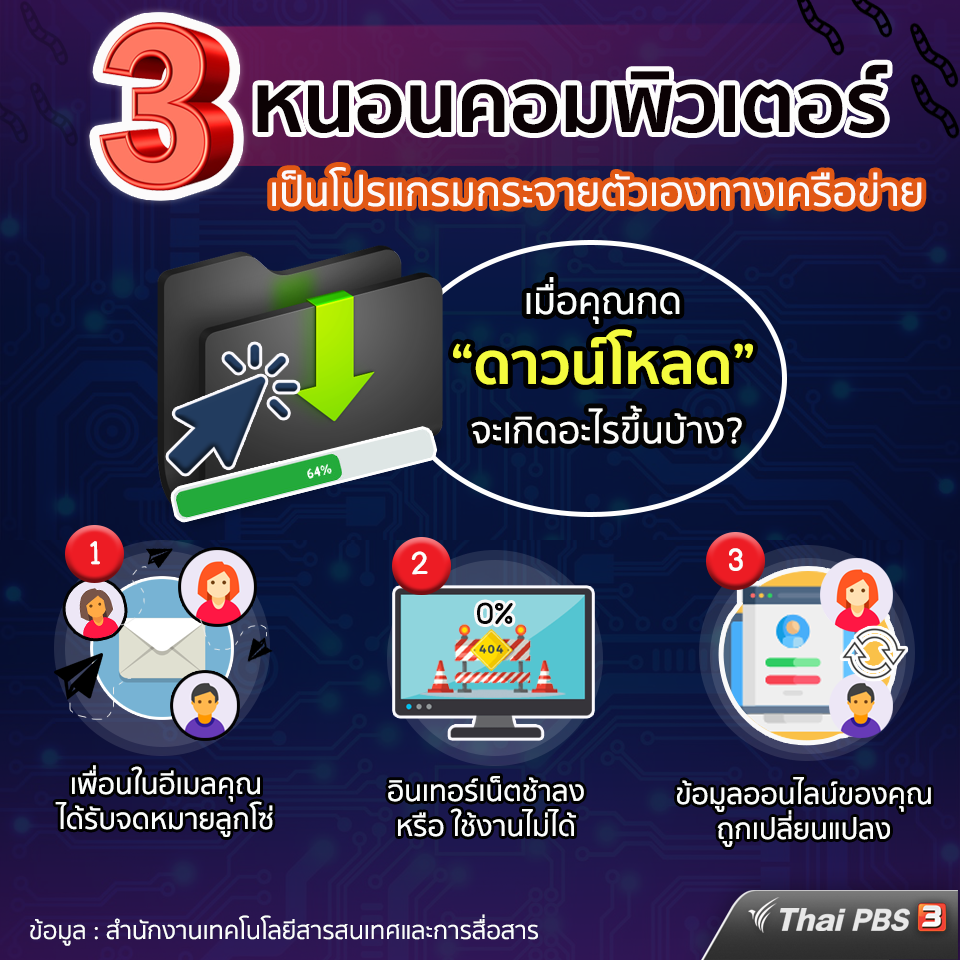 3 หนอนคอมพิวเตอร์
เป็นโปรแกรมกระจายตัวเองทางเครือข่าย
เมื่อคุณกด
“ดาวน์โหลด”
จะเกิดอะไรขึ้นบ้าง?
64%
1
เพื่อนในอีเมลคุณ
ได้รับจดหมายลูกโซ่
2
0%
404
อินเทอร์เน็ตช้าลง
หรือ ใช้งานไม่ได้
3
ข้อมูลออนไลน์ของคุณ
ถูกเปลี่ยนแปลง
ข้อมูล : สำนักงานเทคโนโลยีสารสนเทศและการสื่อสาร
Thai PBS 3